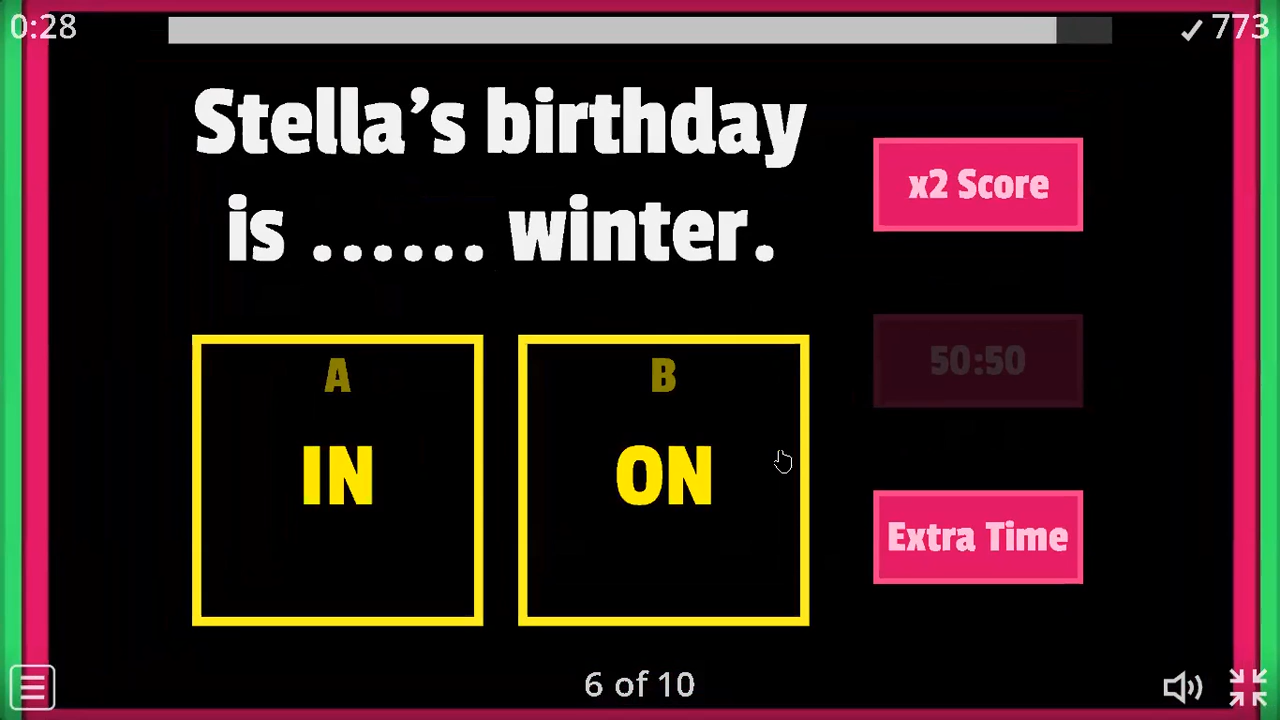 0:28
✓ 773
Stella's birthday
is ...... winter.
x2 Score
50:50
A
IN
B
ON
Extra Time
6 of 10